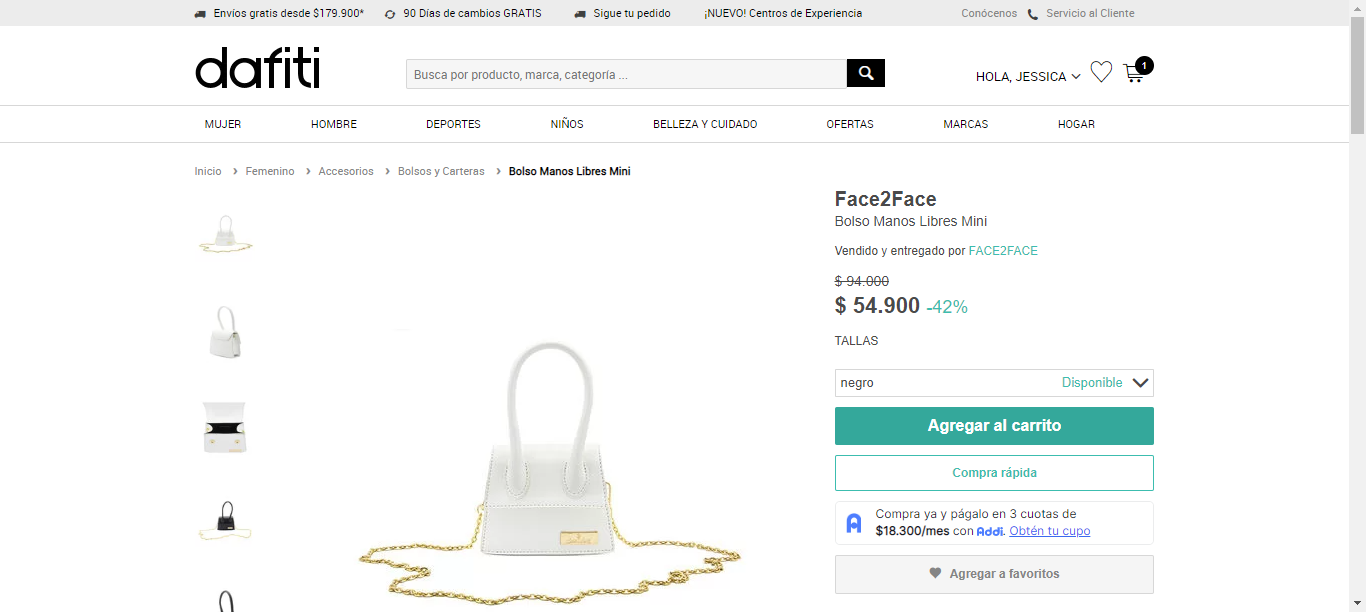 Envíos gratis desde $179.900* 90 Días de cambios GRATIS Sigue tu pedido ¡NUEVO! Centros de Experiencia Conócenos Servicio al Cliente
dafiti
Busca por producto, marca, categoría ...
HOLA, JESSICA
1
MUJER HOMBRE DEPORTES NIÑOS BELLEZA Y CUIDADO OFERTAS MARCAS HOGAR
Inicio › Femenino › Accesorios › Bolsos y Carteras › Bolso Manos Libres Mini
Face2Face
Bolso Manos Libres Mini
Vendido y entregado por FACE2FACE
$ 94.000
$ 54.900 -42%
TALLAS
negro Disponible
Agregar al carrito
Compra rápida
Compra ya y págalo en 3 cuotas de
$18.300/mes con Addi. Obtén tu cupo
Agregar a favoritos